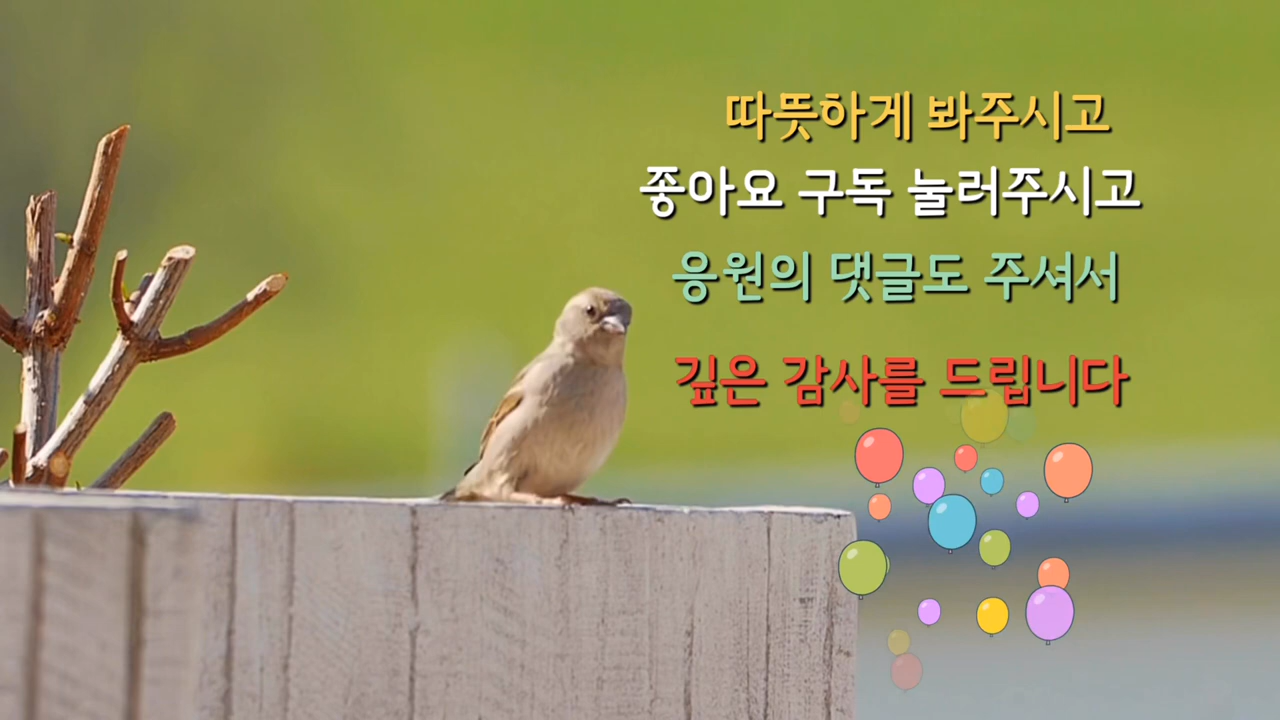 따뜻하게 봐주시고
좋아요 구독 눌러주시고
응원의 댓글도 주셔서
깊은 감사를 드립니다